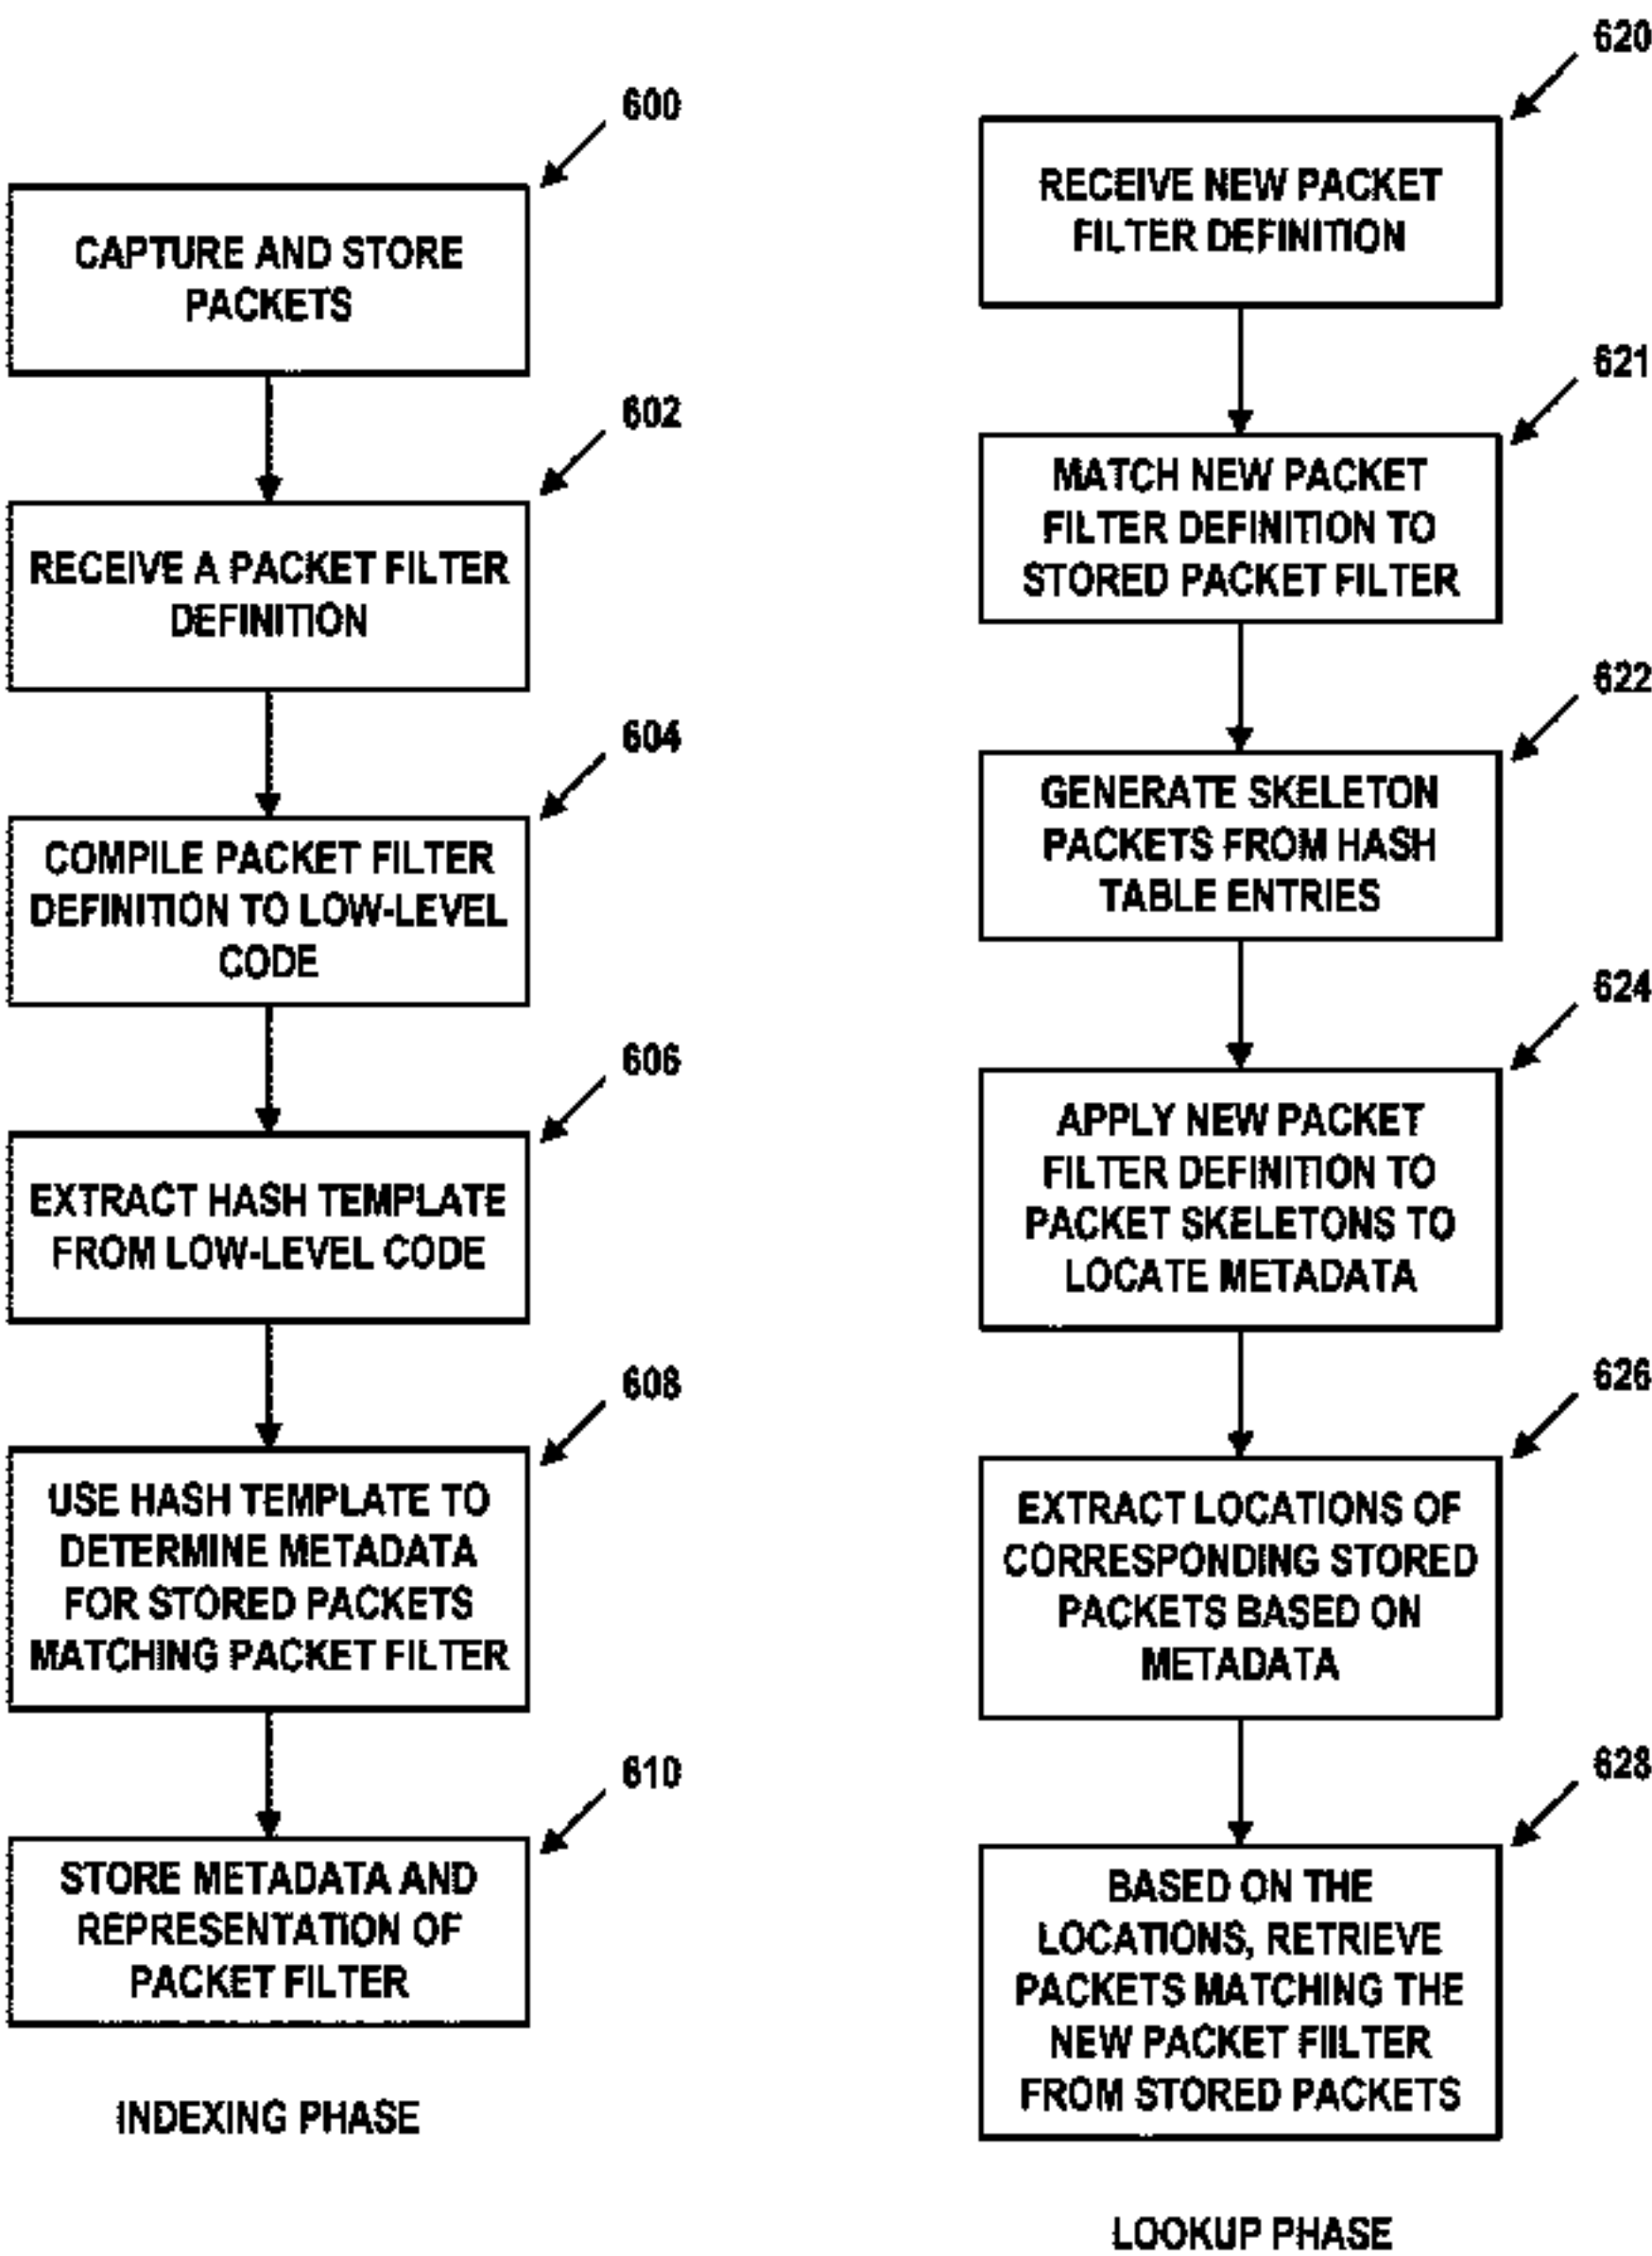 600
CAPTURE AND STORE
PACKETS
602
RECEIVE A PACKET FILTER
DEFINITION
604
COMPILE PACKET FILTER
DEFINITION TO LOW-LEVEL
CODE
606
EXTRACT HASH TEMPLATE
FROM LOW-LEVEL CODE
608
USE HASH TEMPLATE TO
DETERMINE METADATA
FOR STORED PACKETS
MATCHING PACKET FILTER
610
STORE METADATA AND
REPRESENTATION OF
PACKET FILTER
INDEXING PHASE
620
RECEIVE NEW PACKET
FILTER DEFINITION
621
MATCH NEW PACKET
FILTER DEFINITION TO
STORED PACKET FILTER
622
GENERATE SKELETON
PACKETS FROM HASH
TABLE ENTRIES
624
APPLY NEW PACKET
FILTER DEFINITION TO
PACKET SKELETONS TO
LOCATE METADATA
626
EXTRACT LOCATIONS OF
CORRESPONDING STORED
PACKETS BASED ON
METADATA
628
BASED ON THE
LOCATIONS, RETRIEVE
PACKETS MATCHING THE
NEW PACKET FIILTER
FROM STORED PACKETS
LOOKUP PHASE